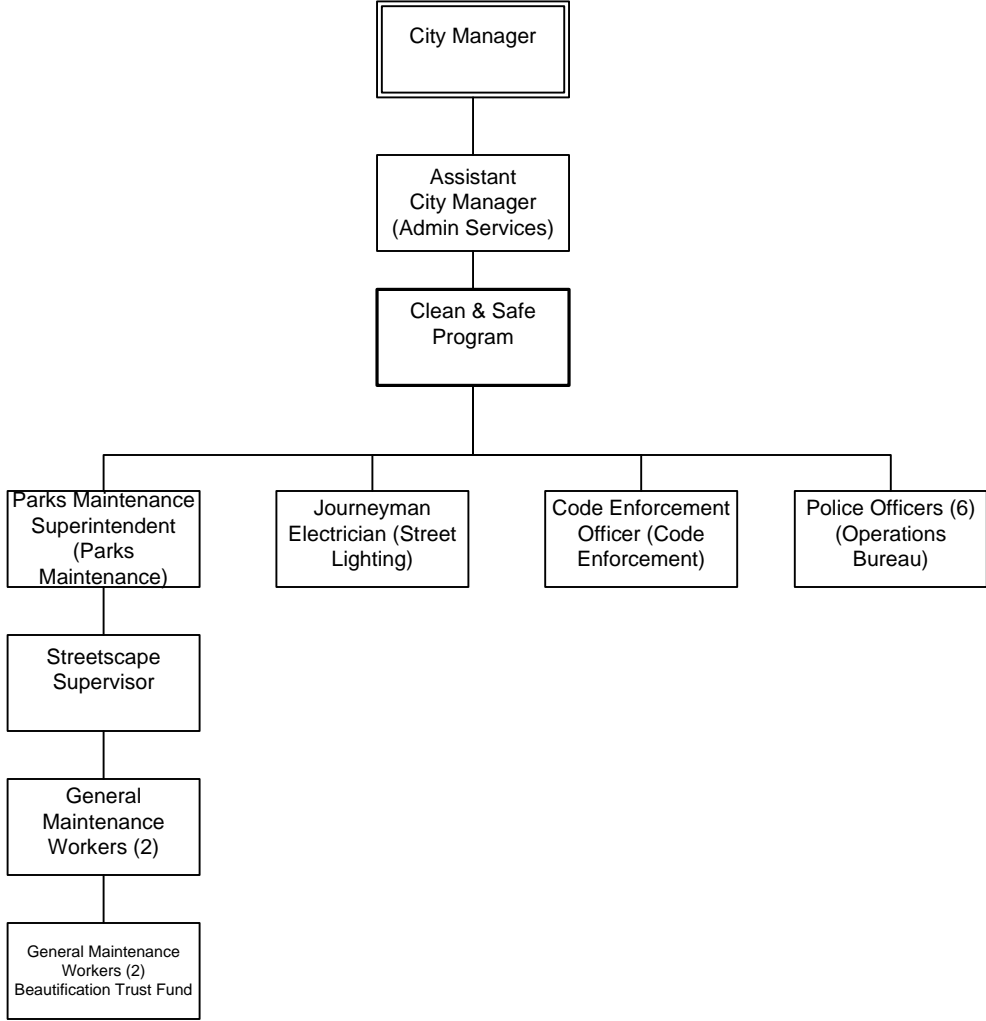 City Manager
Assistant
City Manager
(Admin Services)
Clean & Safe
Program
Parks Maintenance
Superintendent
(Parks
Maintenance)
Journeyman
Electrician (Street
Lighting)
Code Enforcement
Officer (Code
Enforcement)
Police Officers (6)
(Operations
Bureau)
Streetscape
Supervisor
General
Maintenance
Workers (2)
General Maintenance
Workers (2)
Beautification Trust Fund